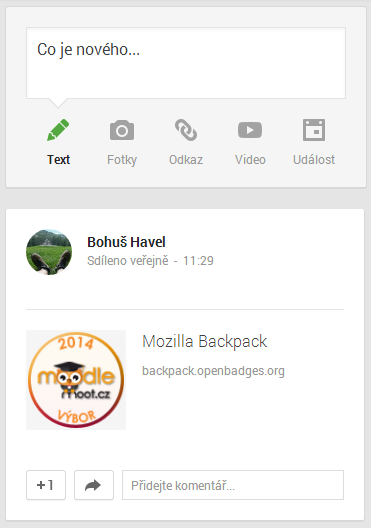 Co je nového...
Text Fotky Odkaz Video Událost
Bohuš Havel
Sdíleno veřejně - 11:29
2014
moodle
moot.cz
VÝBOR
Mozilla Backpack
backpack.openbadges.org
+1
Přidejte komentář...